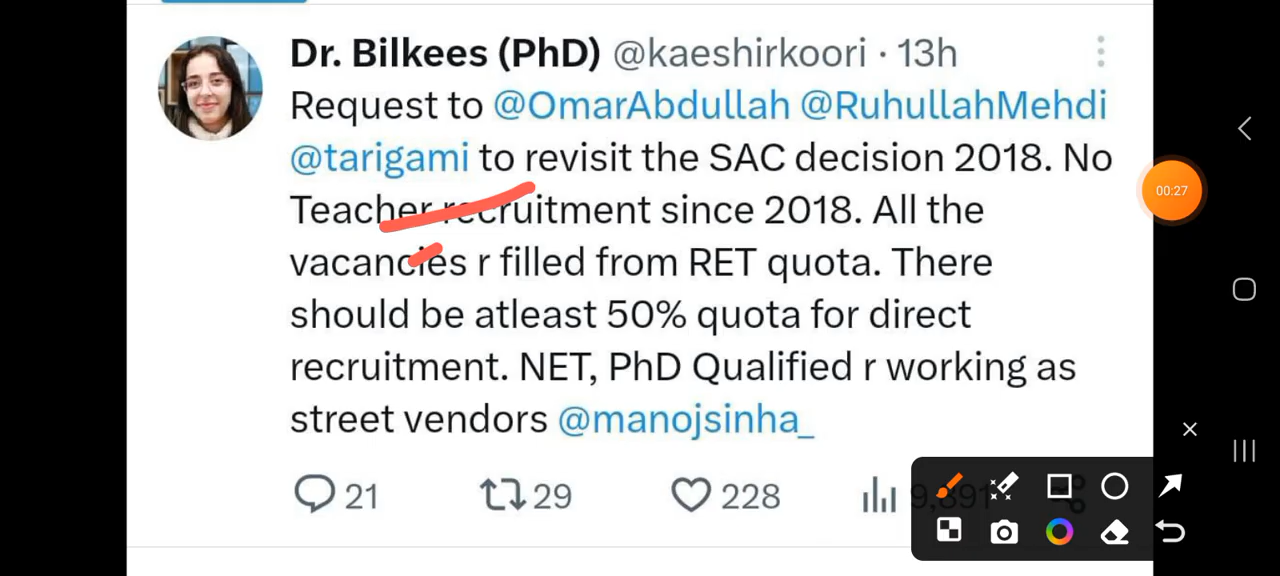 Dr. Bilkees (PhD) @kaeshirkoori · 13h
Request to @OmarAbdullah @RuhullahMehdi
@tarigami to revisit the SAC decision 2018. No
Teacher recruitment since 2018. All the
vacancies r filled from RET quota. There
should be atleast 50% quota for direct
recruitment. NET, PhD Qualified r working as
street vendors @manojsinha_
21 29 228 9,891
00:27